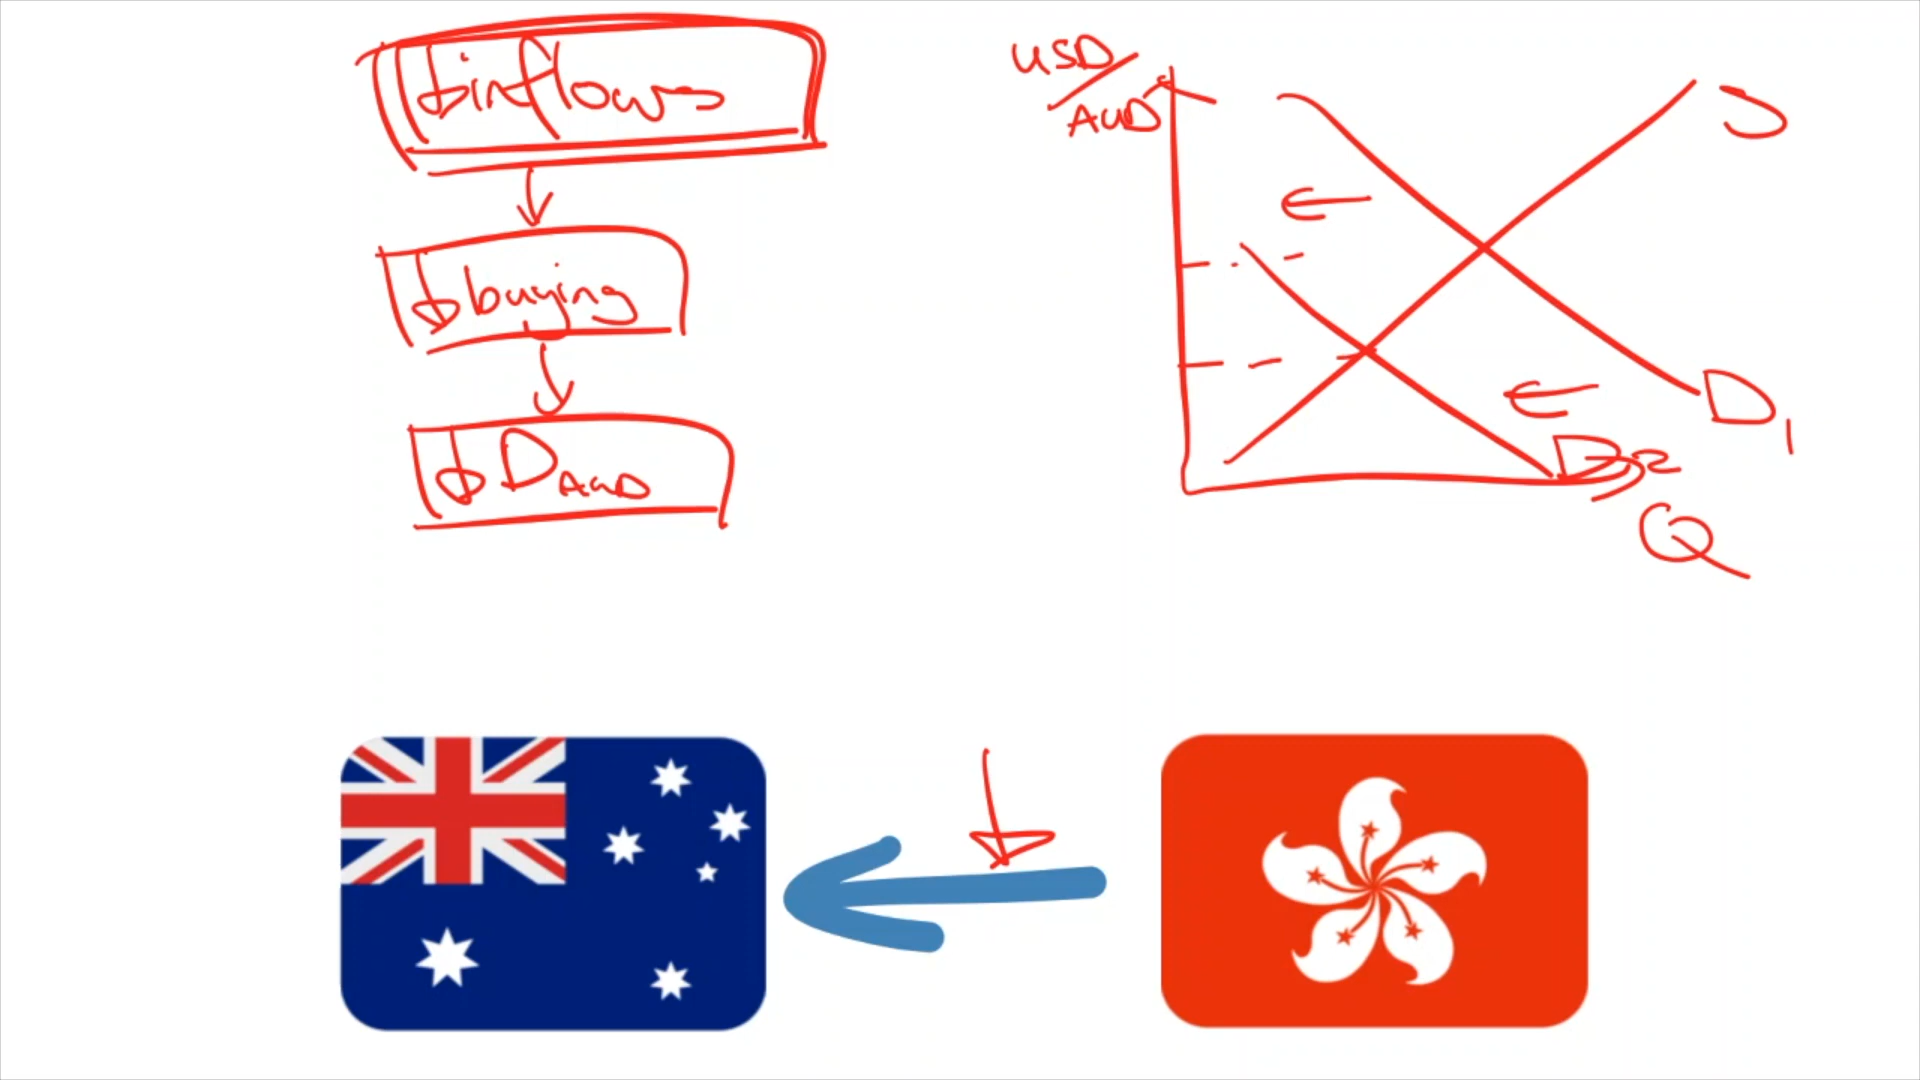 ↓inflows
↓buying
↓D AUD
USD/
AUD
S
D₁
D₂
Q